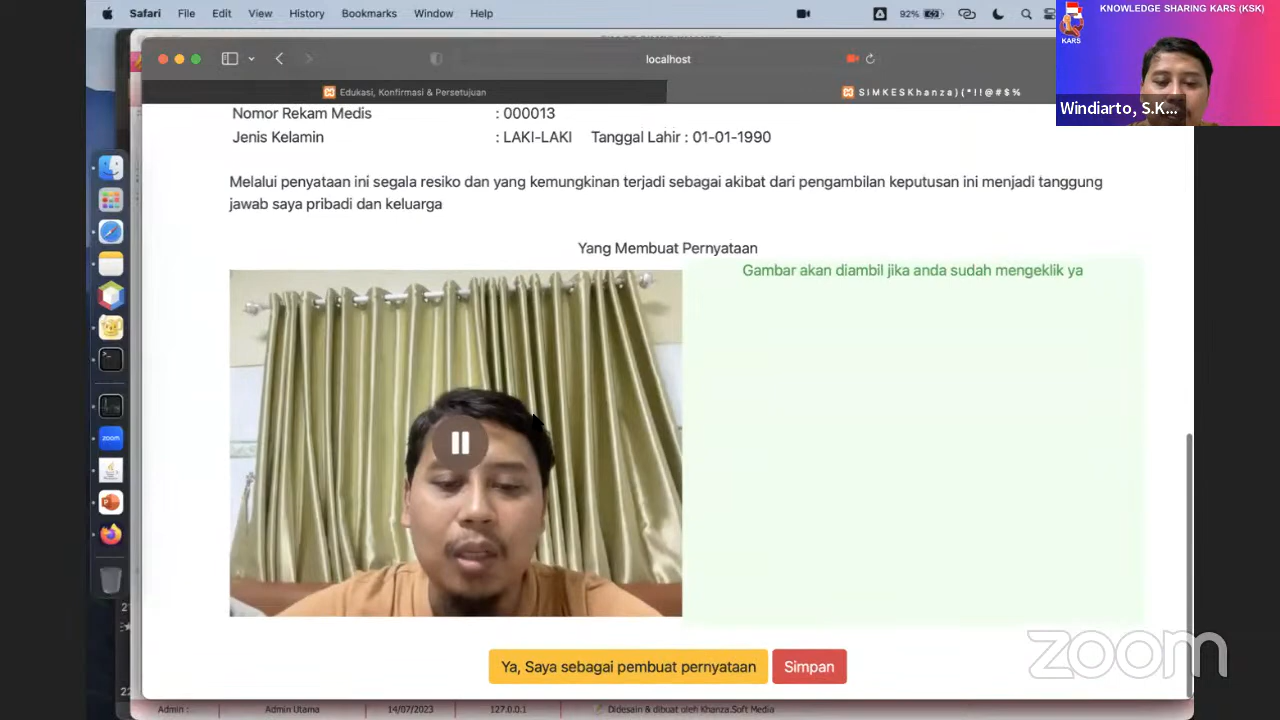 Safari File Edit View History Bookmarks Window Help 92%
KNOWLEDGE SHARING KARS (KSK)
KARS
Windiarto, S.K...
localhost
Edukasi, Konfirmasi & Persetujuan
S I M K E S K h a n z a ) ( * ! ! @ # $ %
Nomor Rekam Medis : 000013
Jenis Kelamin : LAKI-LAKI Tanggal Lahir : 01-01-1990
Melalui penyataan ini segala resiko dan yang kemungkinan terjadi sebagai akibat dari pengambilan keputusan ini menjadi tanggung
jawab saya pribadi dan keluarga
Yang Membuat Pernyataan
Gambar akan diambil jika anda sudah mengeklik ya
zoom
Ya, Saya sebagai pembuat pernyataan Simpan
zoom
Admin : Admin Utama 14/07/2023 127.0.0.1 Didesain & dibuat oleh Khanza.Soft Media